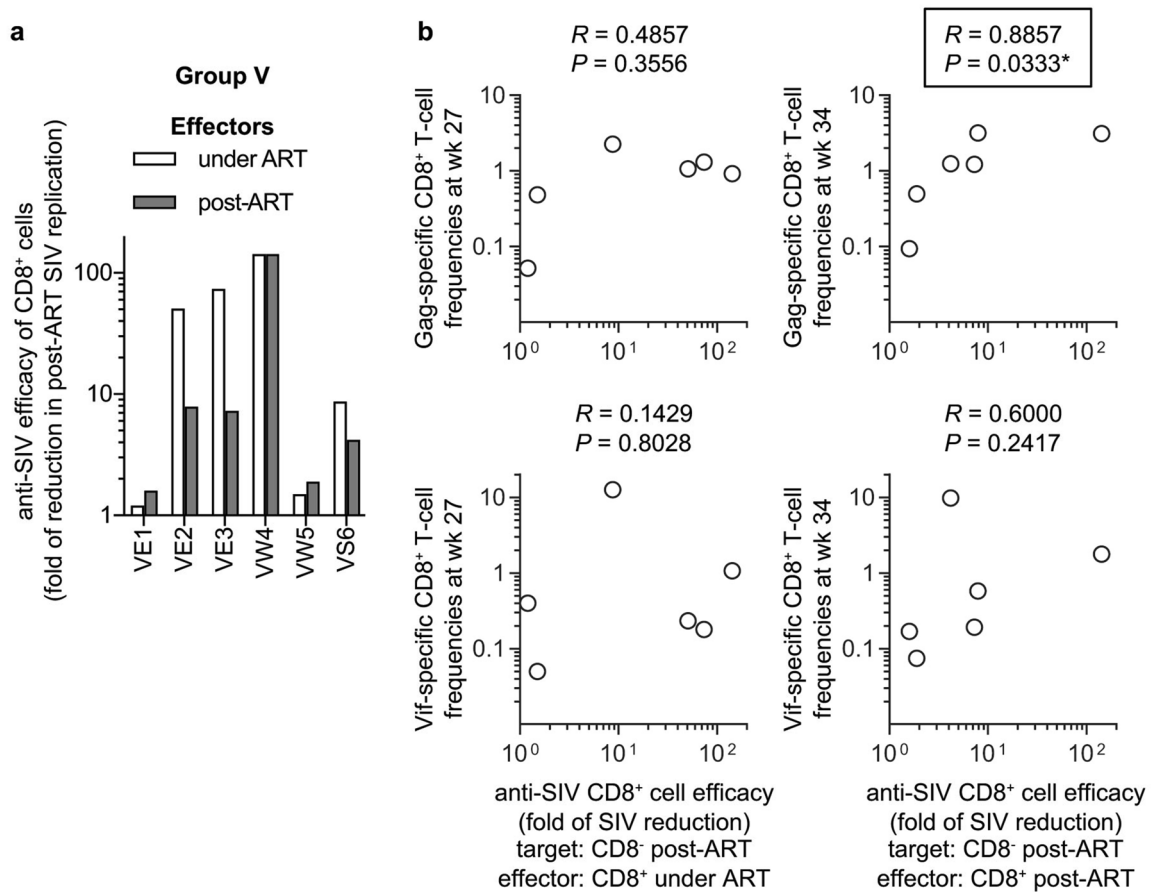 a
Group V
Effectors
under ART
post-ART
anti-SIV efficacy of CD8⁺ cells
(fold of reduction in post-ART SIV replication)
100
10
1
VE1
VE2
VE3
VW4
VW5
VS6
b
R = 0.4857
P = 0.3556
Gag-specific CD8⁺ T-cell
frequencies at wk 27
10
1
0.1
10⁰
10¹
10²
R = 0.8857
P = 0.0333*
Gag-specific CD8⁺ T-cell
frequencies at wk 34
10
1
0.1
10⁰
10¹
10²
R = 0.1429
P = 0.8028
Vif-specific CD8⁺ T-cell
frequencies at wk 27
10
1
0.1
10⁰
10¹
10²
anti-SIV CD8⁺ cell efficacy
(fold of SIV reduction)
target: CD8⁻ post-ART
effector: CD8⁺ under ART
R = 0.6000
P = 0.2417
Vif-specific CD8⁺ T-cell
frequencies at wk 34
10
1
0.1
10⁰
10¹
10²
anti-SIV CD8⁺ cell efficacy
(fold of SIV reduction)
target: CD8⁻ post-ART
effector: CD8⁺ post-ART